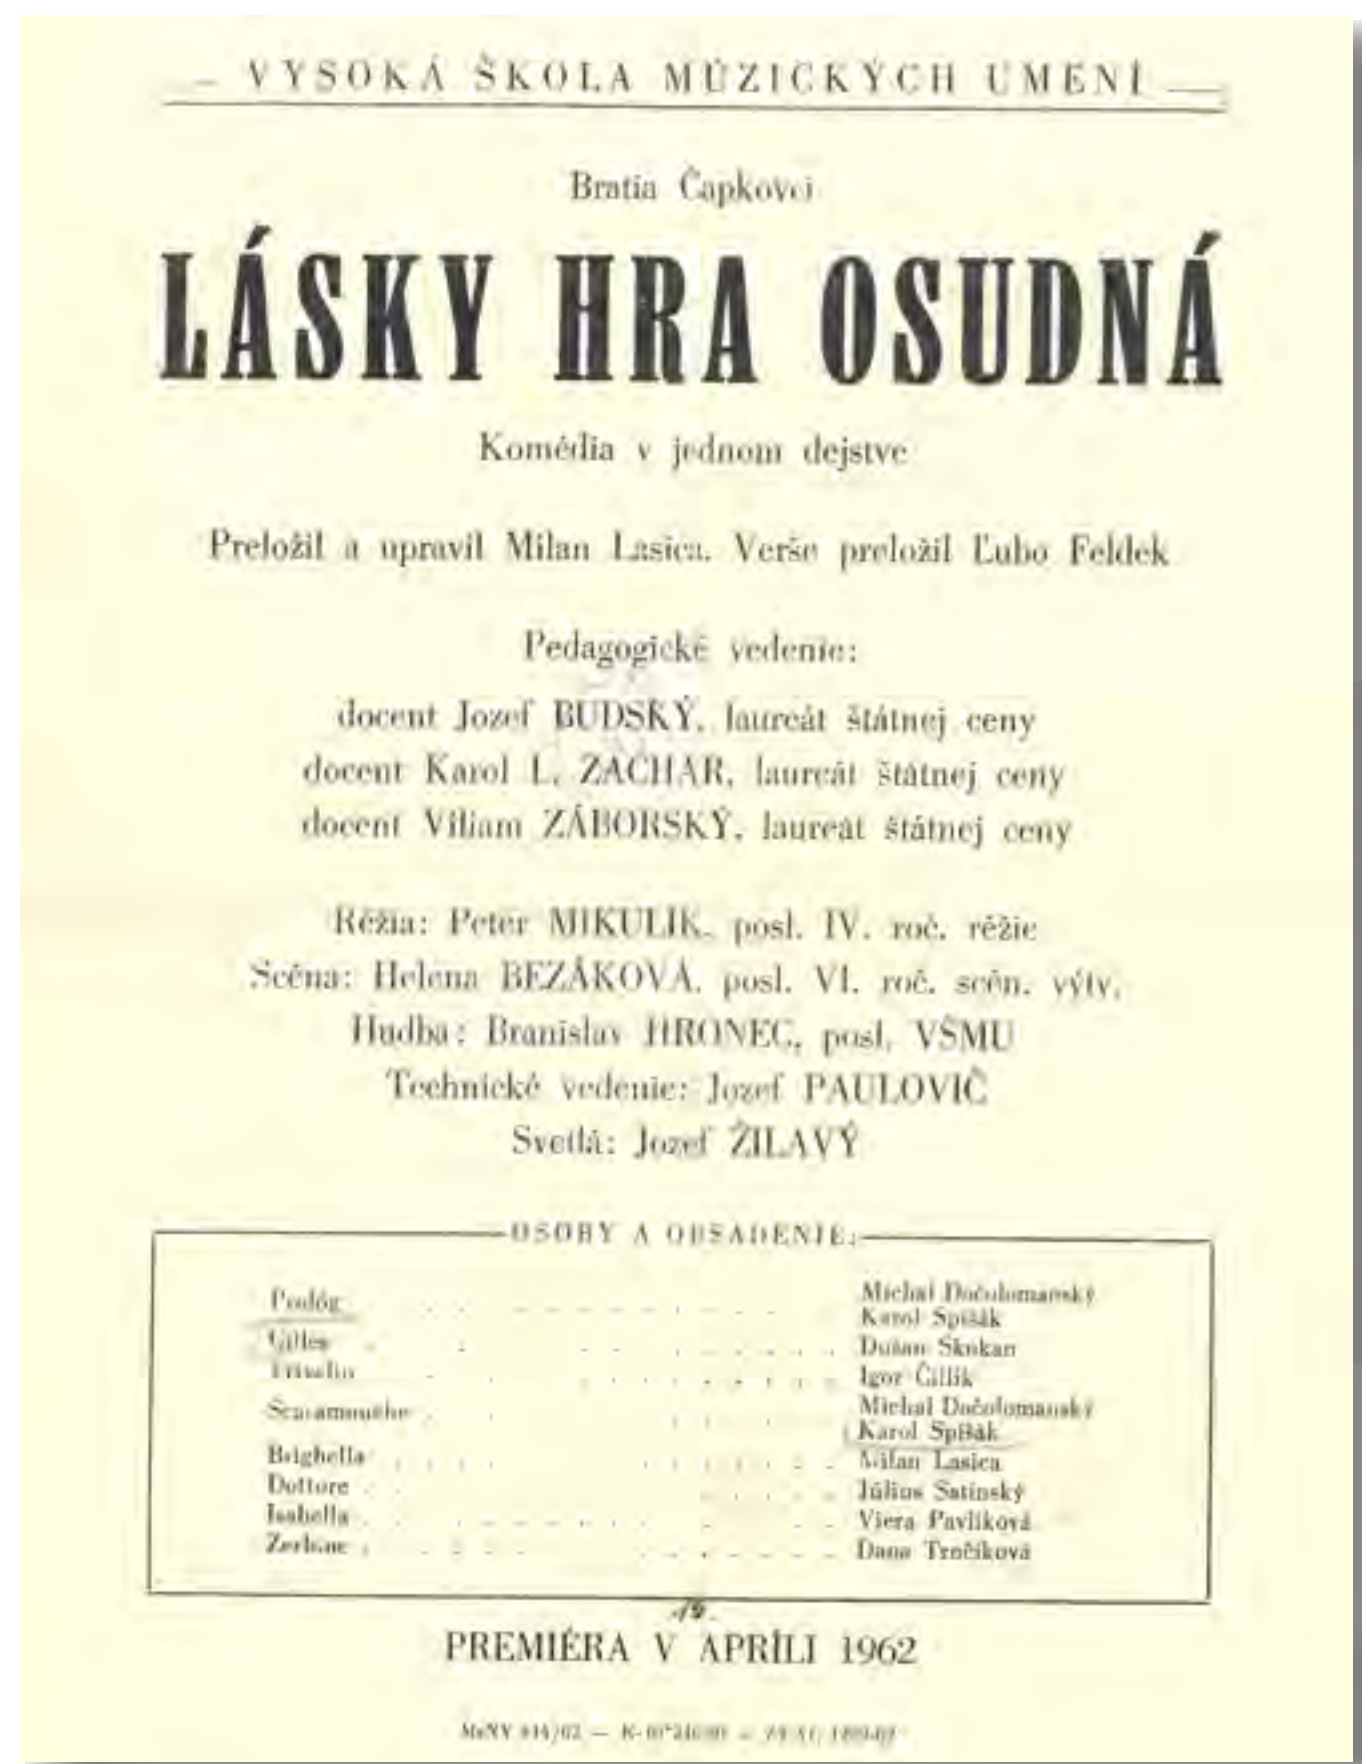 VYSOKÁ ŠKOLA MÚZICKÝCH UMENÍ
Bratia Čapkovci
LÁSKY HRA OSUDNÁ
Komédia v jednom dejstve
Preložil a upravil Milan Lasica. Verše preložil Ľubo Feldek
Pedagogické vedenie:
docent Jozef BUDSKÝ, laureát štátnej ceny
docent Karol L. ZACHAR, laureát štátnej ceny
docent Viliam ZÁBORSKÝ, laureát štátnej ceny
Réžia: Peter MIKULÍK, posl. IV. roč. réžie
Scéna: Helena BEZÁKOVÁ, posl. VI. roč. scén. výtv.
Hudba: Branislav HRONEC, posl. VŠMU
Technické vedenie: Jozef PAULOVIČ
Svetlá: Jozef ŽILAVÝ
OSOBY A OBSADENIE:
Prológ . . . . . . . . . . Michal Dočolomanský
Karol Spišák
Gilles . . . . . . . . . . Dušan Skokan
Trivalin . . . . . . . . . . Igor Čillík
Scaramouche . . . . . . . Michal Dočolomanský
Karol Spišák
Brighella . . . . . . . . . . Milan Lasica
Dottore . . . . . . . Július Satinský
Isabella . . . . . . . . . . Viera Pavlíková
Zerbine . . . . . . . . . . Dana Trnčíková
19.
PREMIÉRA V APRÍLI 1962